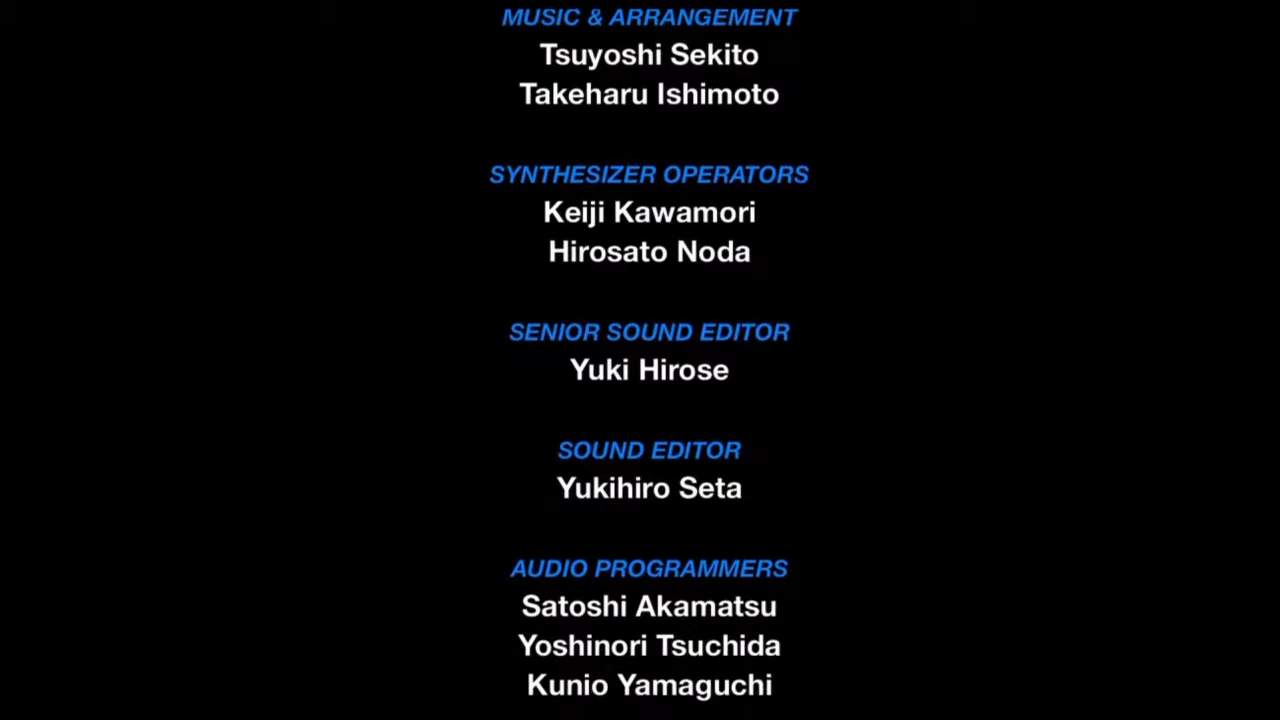 MUSIC & ARRANGEMENT
Tsuyoshi Sekito
Takeharu Ishimoto
SYNTHESIZER OPERATORS
Keiji Kawamori
Hirosato Noda
SENIOR SOUND EDITOR
Yuki Hirose
SOUND EDITOR
Yukihiro Seta
AUDIO PROGRAMMERS
Satoshi Akamatsu
Yoshinori Tsuchida
Kunio Yamaguchi